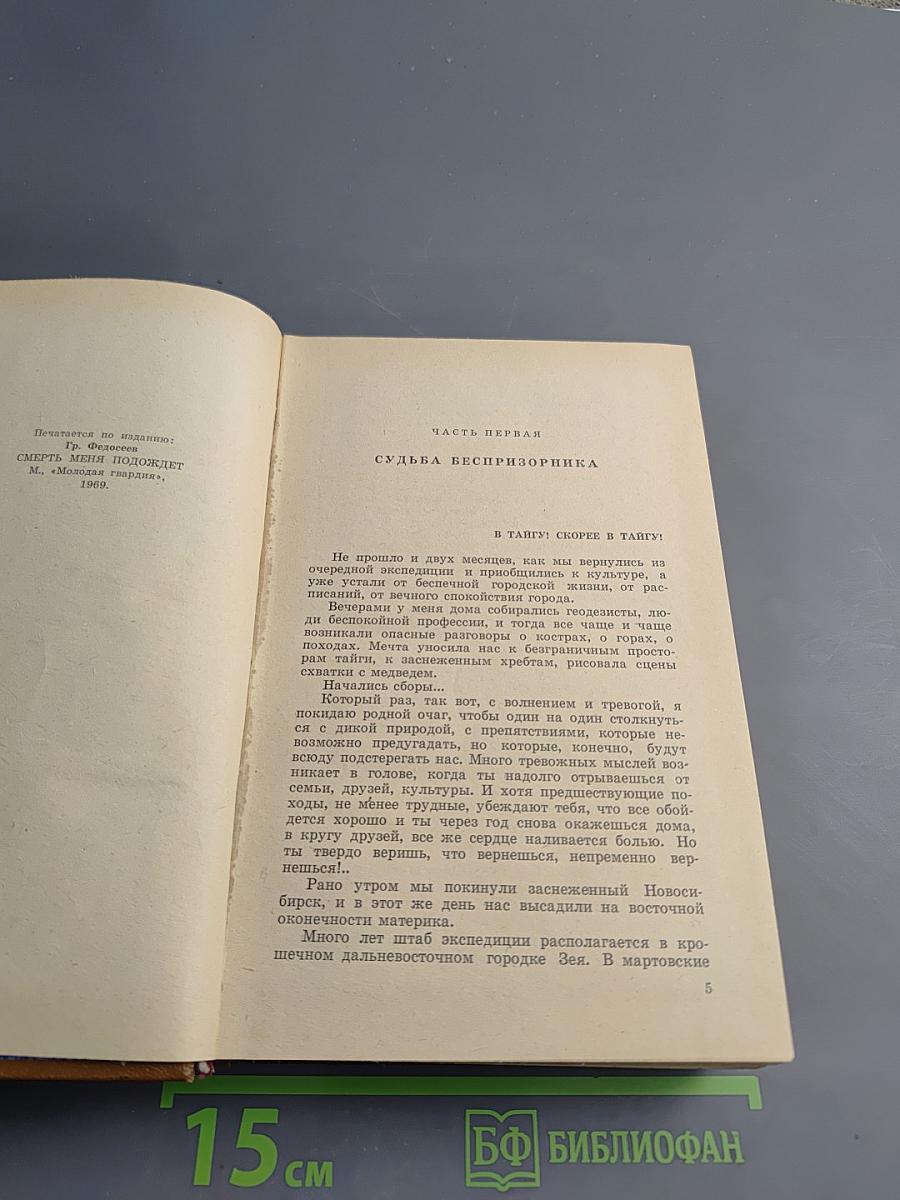 Печатается по изданию:
Гр. Федосеев
СМЕРТЬ МЕНЯ ПОДОЖДЕТ
М., «Молодая гвардия»,
1969.
ЧАСТЬ ПЕРВАЯ
СУДЬБА БЕСПРИЗОРНИКА
В ТАЙГУ! СКОРЕЕ В ТАЙГУ!
Не прошло и двух месяцев, как мы вернулись из
очередной экспедиции и приобщились к культуре, а
уже устали от беспечной городской жизни, от рас-
писаний, от вечного спокойствия города.
Вечерами у меня дома собирались геодезисты, лю-
ди беспокойной профессии, и тогда все чаще и чаще
возникали опасные разговоры о кострах, о горах, о
походах. Мечта уносила нас к безграничным просто-
рам тайги, к заснеженным хребтам, рисовала сцены
схватки с медведем.
Начались сборы...
Который раз, так вот, с волнением и тревогой, я
покидаю родной очаг, чтобы один на один столкнуть-
ся с дикой природой, с препятствиями, которые не-
возможно предугадать, но которые, конечно, будут
всюду подстерегать нас. Много тревожных мыслей воз-
никает в голове, когда ты надолго отрываешься от
семьи, друзей, культуры. И хотя предшествующие по-
ходы, не менее трудные, убеждают тебя, что все обой-
дется хорошо и ты через год снова окажешься дома,
в кругу друзей, все же сердце наливается болью. Но
ты твердо веришь, что вернешься, непременно вер-
нешься!..
Рано утром мы покинули заснеженный Новоси-
бирск, и в этот же день нас высадили на восточной
оконечности материка.
Много лет штаб экспедиции располагается в кро-
шечном дальневосточном городке Зея. В мартовские
5
15 см
БФ БИБЛИОФАН